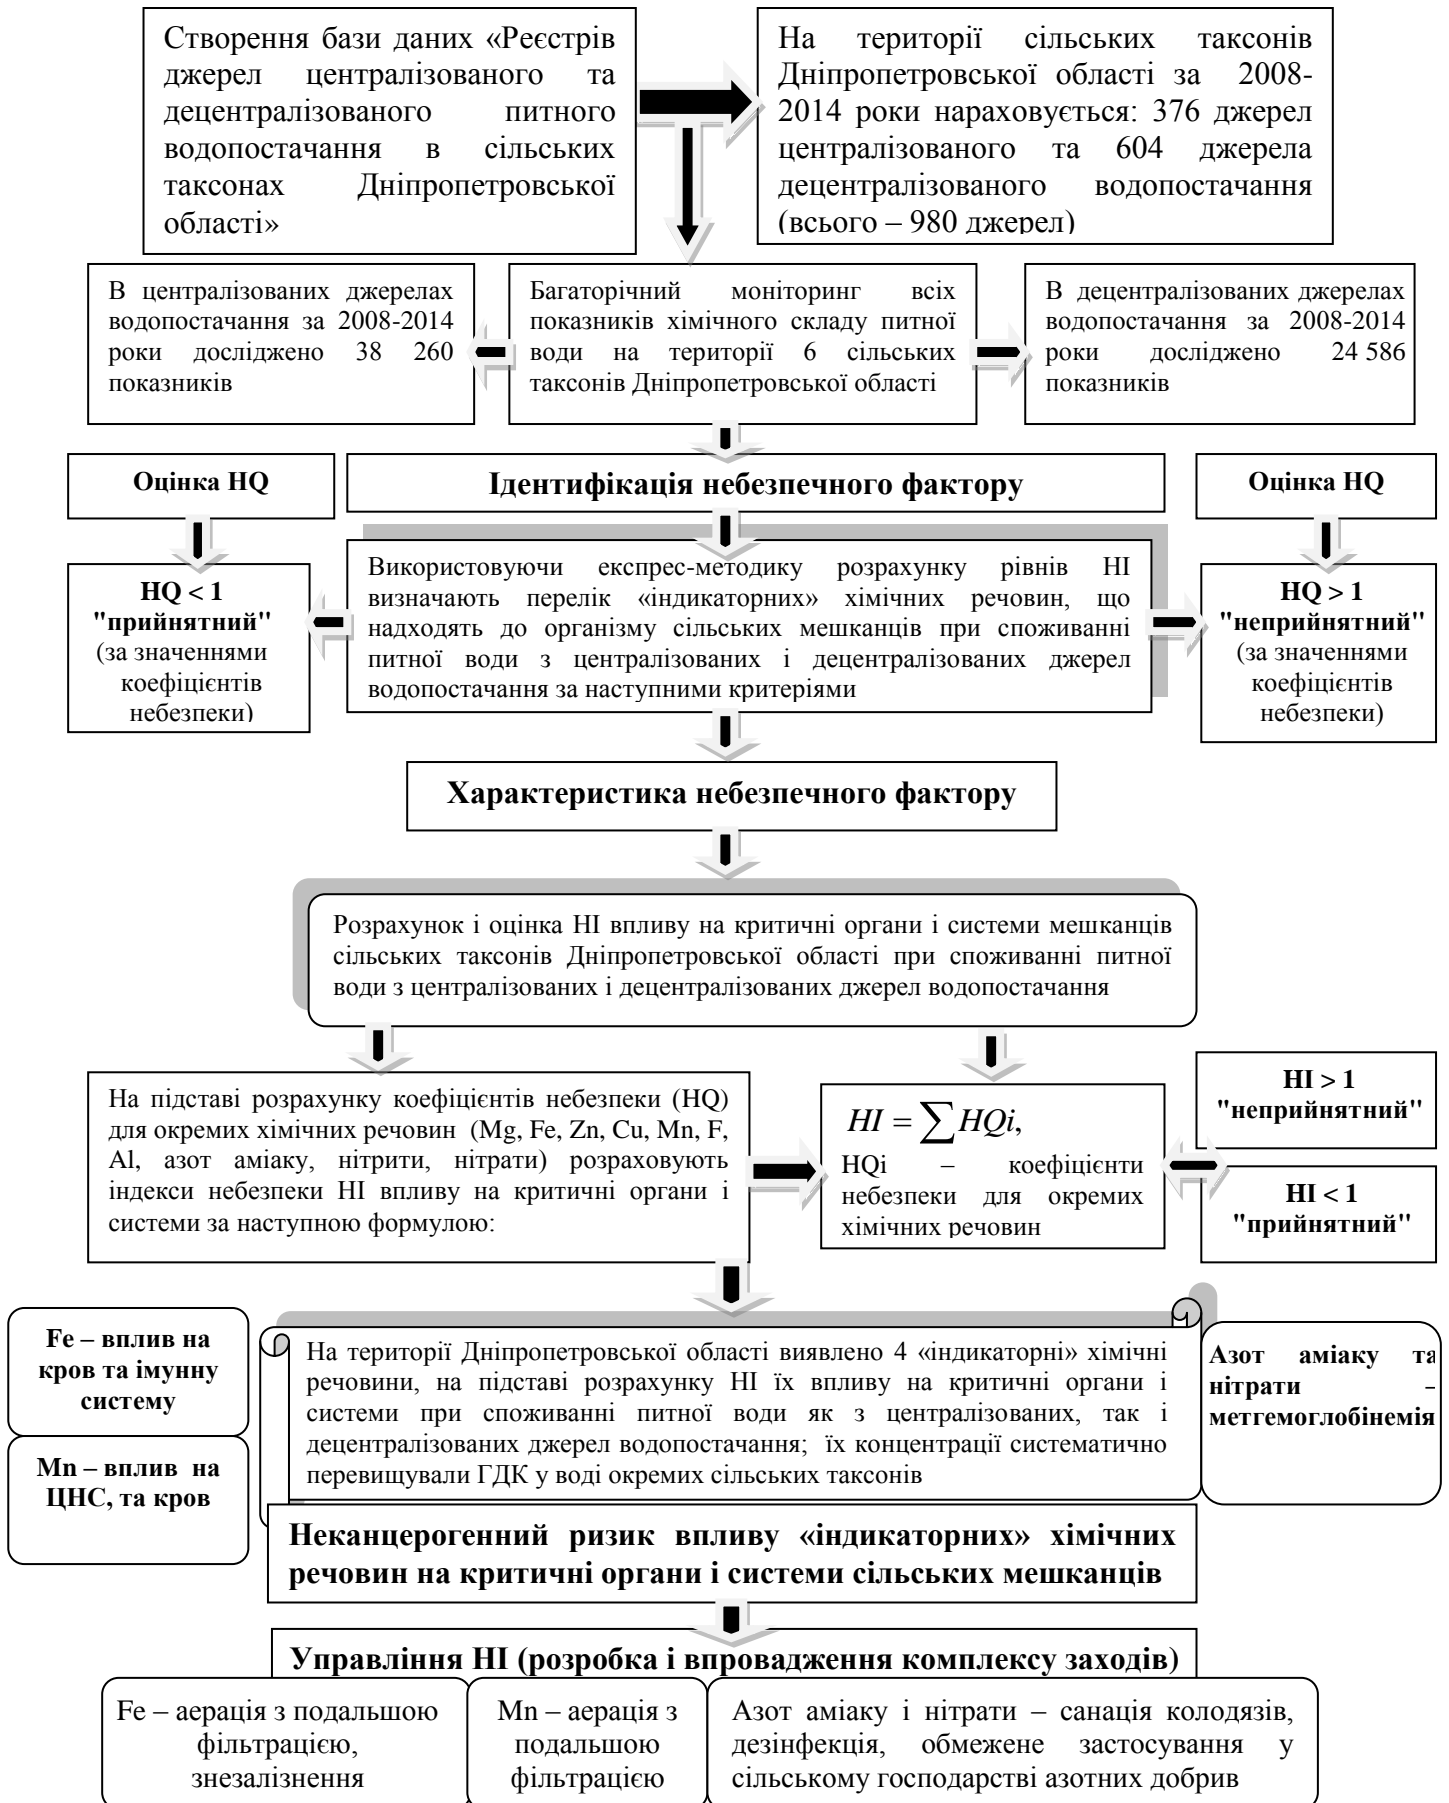 Створення бази даних «Реєстрів
джерел централізованого та
децентралізованого питного
водопостачання в сільських
таксонах Дніпропетровської
області»
На території сільських таксонів
Дніпропетровської області за 2008-
2014 роки нараховується: 376 джерел
централізованого та 604 джерела
децентралізованого водопостачання
(всього – 980 джерел)
В централізованих джерелах
водопостачання за 2008-2014
роки досліджено 38 260
показників
Багаторічний моніторинг всіх
показників хімічного складу питної
води на території 6 сільських
таксонів Дніпропетровської області
В децентралізованих джерелах
водопостачання за 2008-2014
роки досліджено 24 586
показників
Оцінка HQ
Ідентифікація небезпечного фактору
Оцінка HQ
HQ < 1
"прийнятний"
(за значеннями
коефіцієнтів
небезпеки)
Використовуючи експрес-методику розрахунку рівнів HI
визначають перелік «індикаторних» хімічних речовин, що
надходять до організму сільських мешканців при споживанні
питної води з централізованих і децентралізованих джерел
водопостачання за наступними критеріями
HQ > 1
"неприйнятний"
(за значеннями
коефіцієнтів
небезпеки)
Характеристика небезпечного фактору
Розрахунок і оцінка HI впливу на критичні органи і системи мешканців
сільських таксонів Дніпропетровської області при споживанні питної
води з централізованих і децентралізованих джерел водопостачання
На підставі розрахунку коефіцієнтів небезпеки (HQ)
для окремих хімічних речовин (Mg, Fe, Zn, Cu, Mn, F,
Al, азот аміаку, нітрити, нітрати) розраховують
індекси небезпеки HI впливу на критичні органи і
системи за наступною формулою:
HI = ∑ HQi,
HQi – коефіцієнти
небезпеки для окремих
хімічних речовин
HI > 1
"неприйнятний"
HI < 1
"прийнятний"
Fe – вплив на
кров та імунну
систему
Mn – вплив на
ЦНС, та кров
На території Дніпропетровської області виявлено 4 «індикаторні» хімічні
речовини, на підставі розрахунку HI їх впливу на критичні органи і
системи при споживанні питної води як з централізованих, так і
децентралізованих джерел водопостачання; їх концентрації систематично
перевищували ГДК у воді окремих сільських таксонів
Азот аміаку та
нітрати –
метгемоглобінемія
Неканцерогенний ризик впливу «індикаторних» хімічних
речовин на критичні органи і системи сільських мешканців
Управління HI (розробка і впровадження комплексу заходів)
Fe – аерація з подальшою
фільтрацією,
знезалізнення
Mn – аерація з
подальшою
фільтрацією
Азот аміаку і нітрати – санація колодязів,
дезінфекція, обмежене застосування у
сільському господарстві азотних добрив